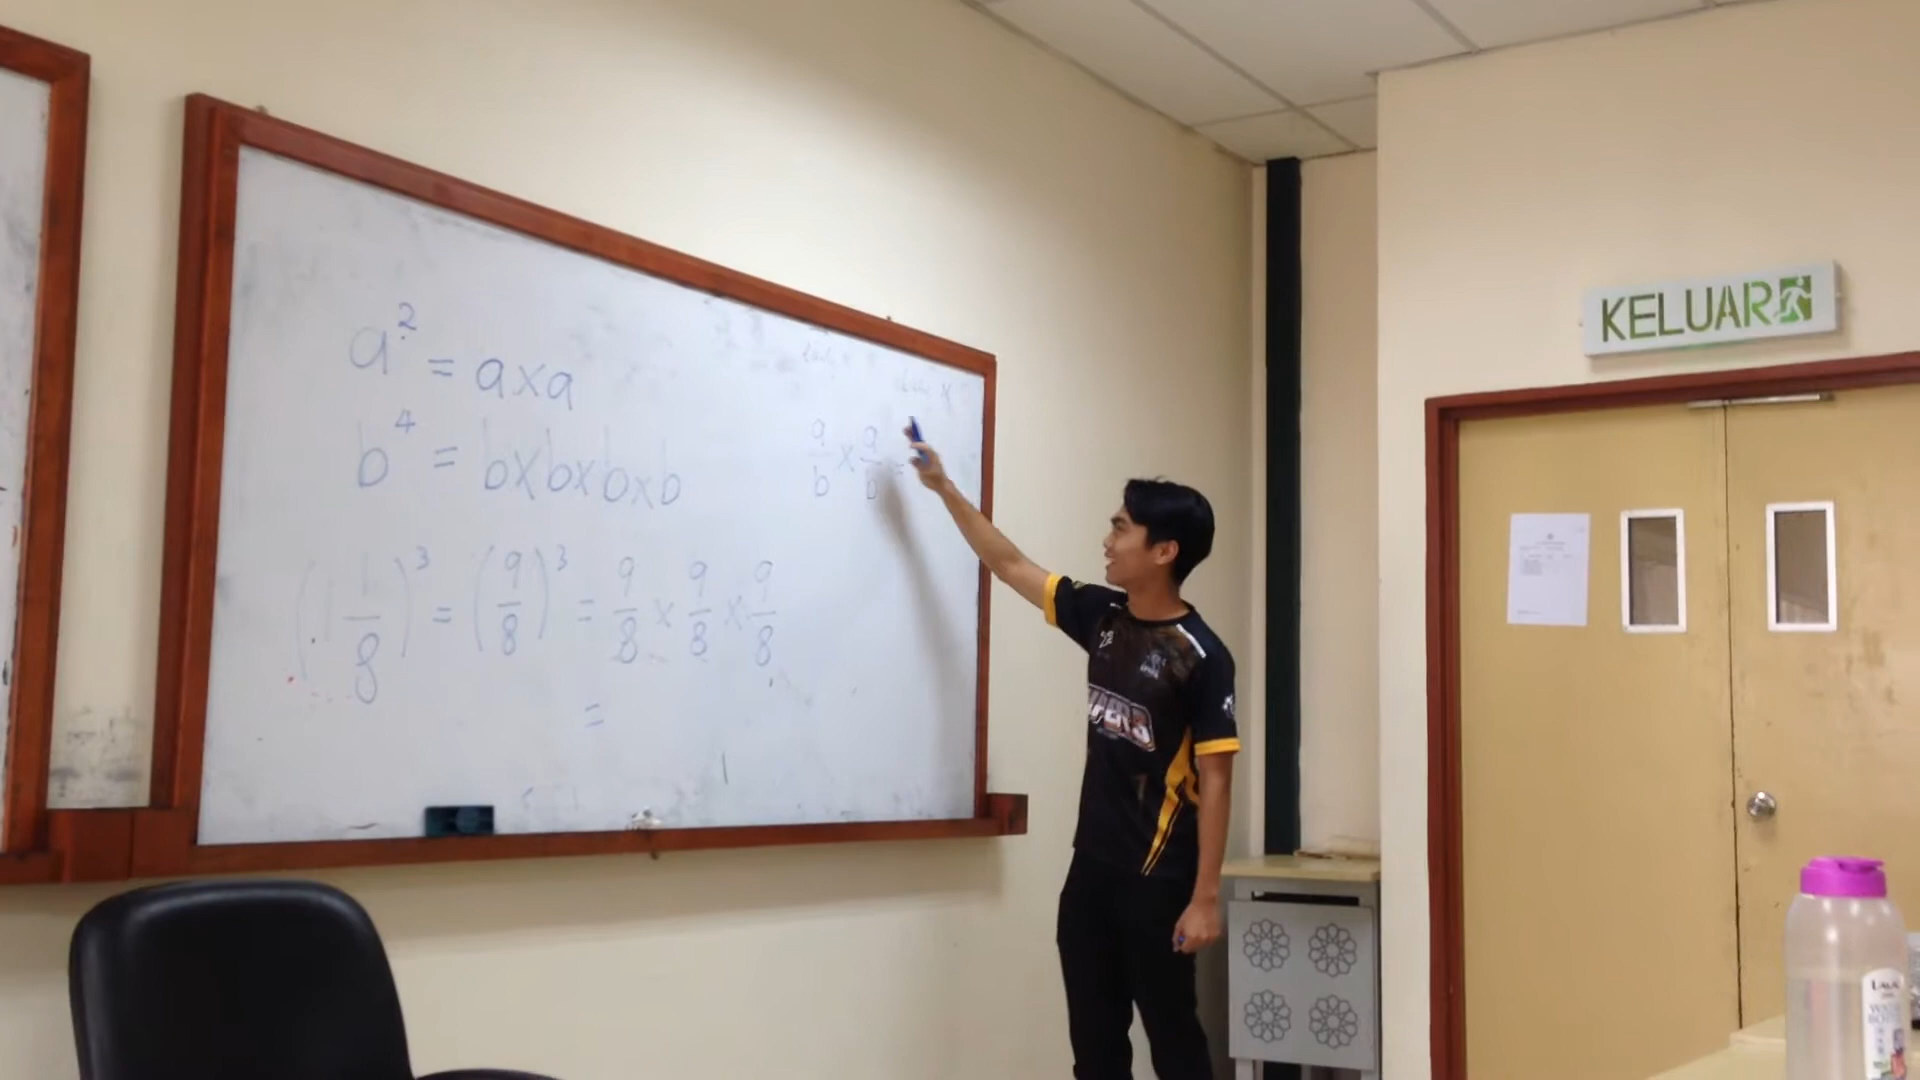 a² = a×a
b⁴ = b×b×b×b
a/b × a/b =
(1 1/8)³ = (9/8)³ = 9/8 × 9/8 × 9/8
=
KELUAR